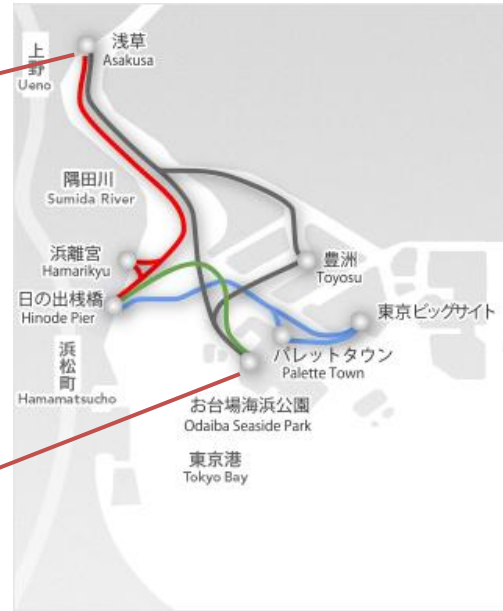 浅草
Asakusa
上野
Ueno
隅田川
Sumida River
浜離宮
Hamarikyu
豊洲
Toyosu
日の出桟橋
Hinode Pier
東京ビッグサイト
パレットタウン
Palette Town
浜松町
Hamamatsucho
お台場海浜公園
Odaiba Seaside Park
東京港
Tokyo Bay